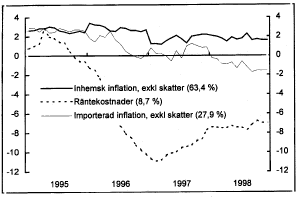 4 4
2 2
0 0
-2 -2
Inhemsk inflation, exkl skatter (63,4 %)
-4 -4
Räntekostnader (8,7 %)
-6 Importerad inflation, exkl skatter (27,9 %) -6
-8 -8
-10 -10
-12 -12
1995 1996 1997 1998